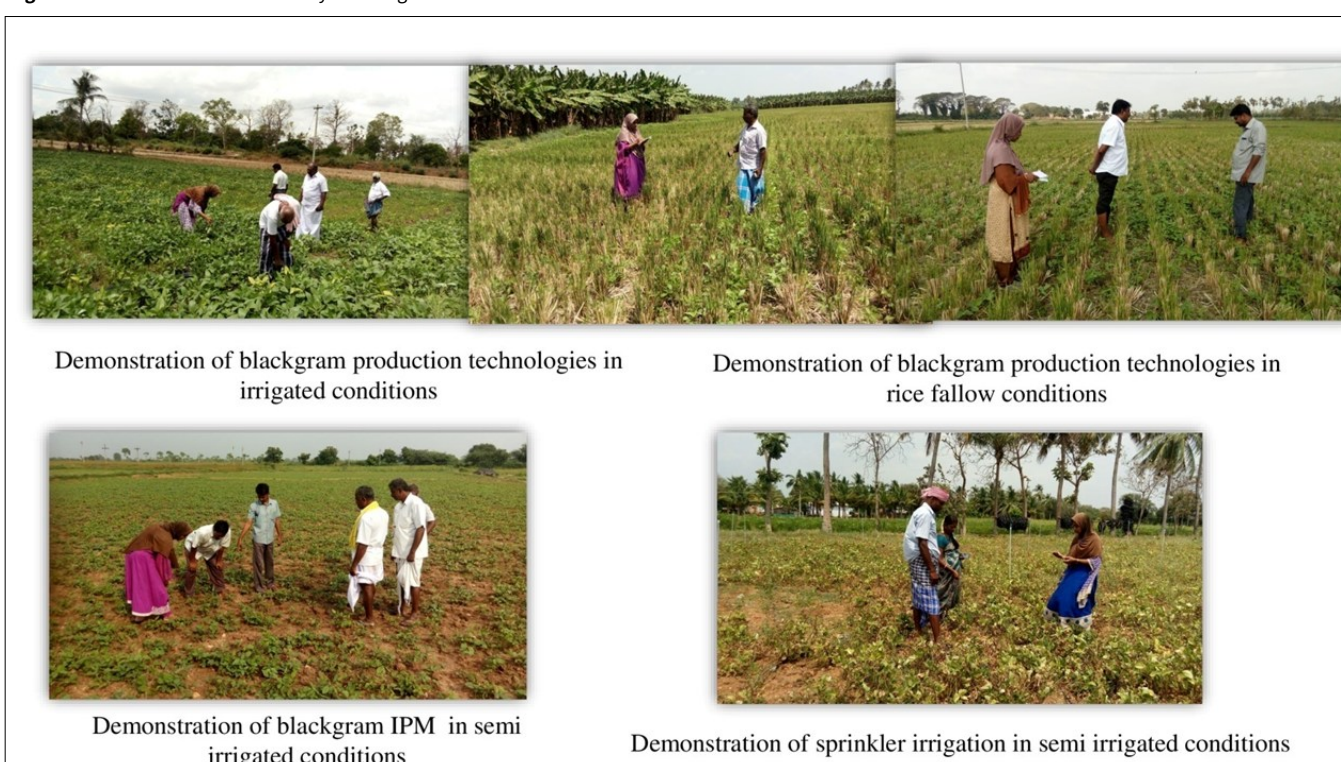 Demonstration of blackgram production technologies in
irrigated conditions
Demonstration of blackgram production technologies in
rice fallow conditions
Demonstration of blackgram IPM in semi
irrigated conditions
Demonstration of sprinkler irrigation in semi irrigated conditions